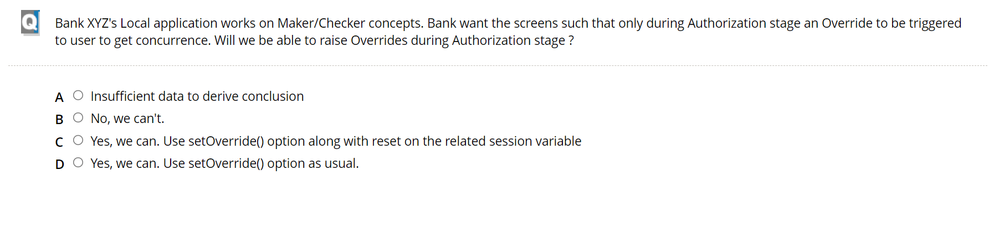 Q
Bank XYZ's Local application works on Maker/Checker concepts. Bank want the screens such that only during Authorization stage an Override to be triggered
to user to get concurrence. Will we be able to raise Overrides during Authorization stage ?
A Insufficient data to derive conclusion
B No, we can't.
C Yes, we can. Use setOverride() option along with reset on the related session variable
D Yes, we can. Use setOverride() option as usual.